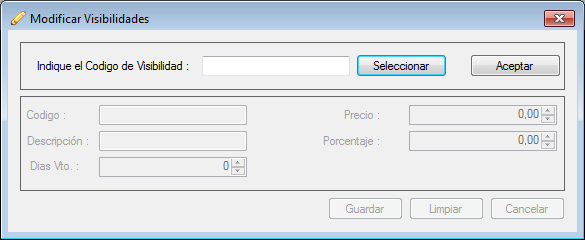 Modificar Visibilidades
Indique el Codigo de Visibilidad : Seleccionar Aceptar
Codigo : Precio : 0,00
Descripción : Porcentaje : 0,00
Dias Vto. : 0
Guardar Limpiar Cancelar